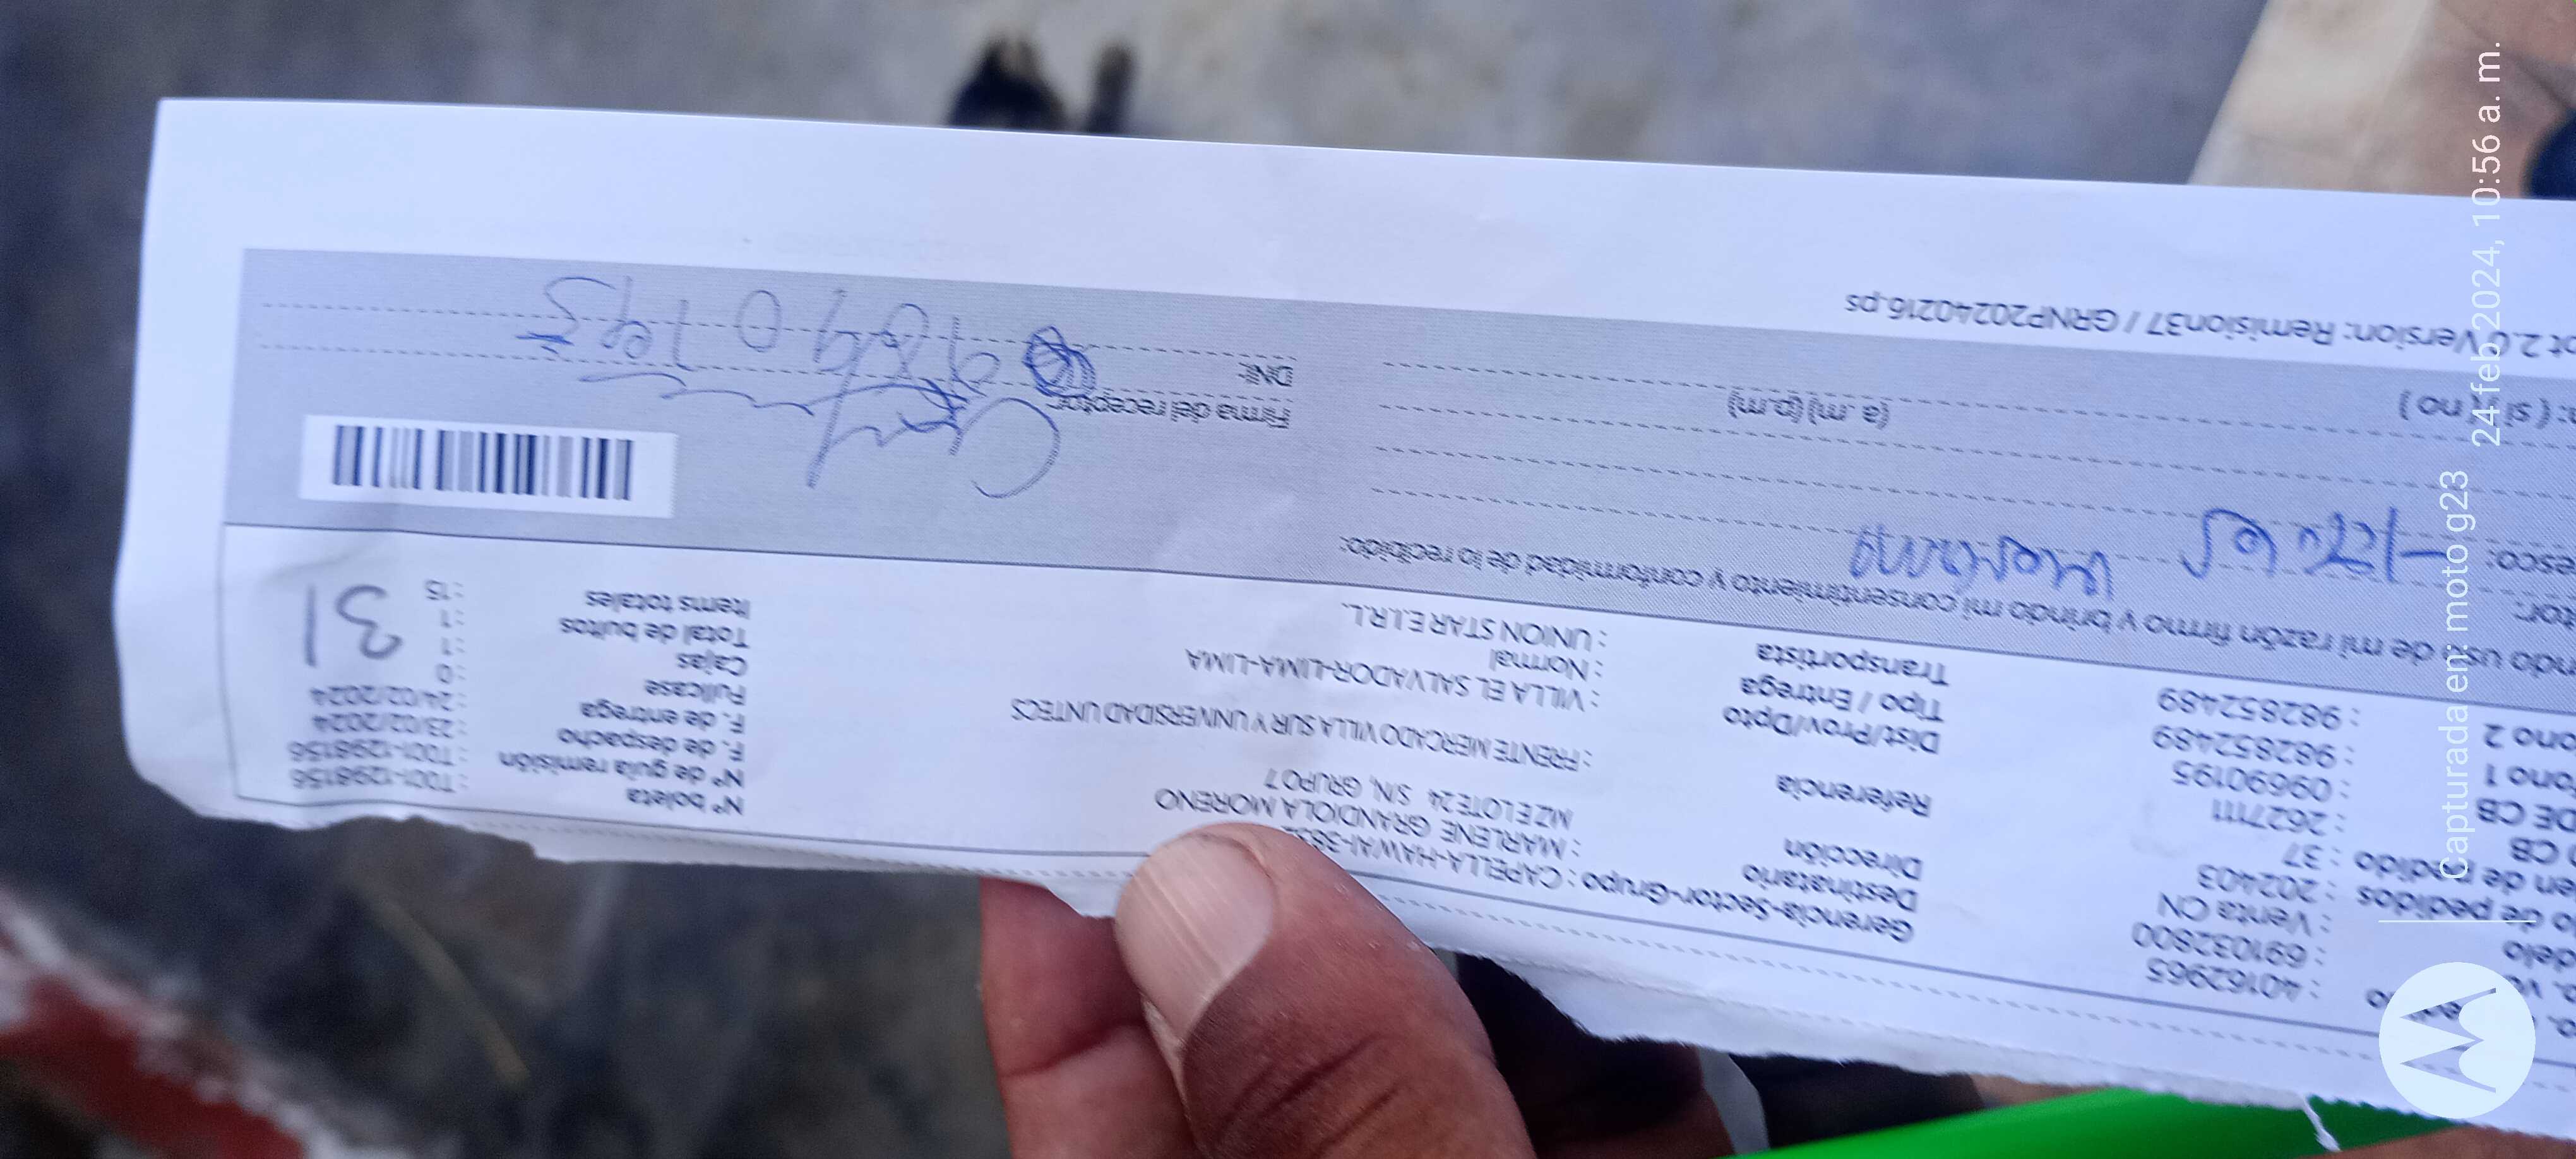 : 40162965
: 691032800
: Venta CN
de pedidos : 202403
en de pedido : 37
CB : 2627111
DE CB : 09690195
ono 1 : 982852489
ono 2 : 982852489
Gerencia-Sector-Grupo : CAPELLA-HAWAI-
Destinatario : MARLENE GRANDIOLA MORENO
Dirección MZ E LOTE 24 S/N, GRUPO 7
Referencia : FRENTE MERCADO VILLA SUR Y UNIVERSIDAD UNTECS
Dist/Prov/Dpto : VILLA EL SALVADOR-LIMA-LIMA
Tipo / Entrega : Normal
Transportista : UNION STAR E.I.R.L.
Nº boleta : T001-1298156
Nº de guía remisión : T001-1298156
F. de despacho : 23/02/2024
F. de entrega : 24/02/2024
Fullcase : 0
Cajas : 1
Total de bultos : 1
Items totales : 15
31
ndo uso de mi razón firmo y brindo mi consentimiento y conformidad de lo recibido:
tor:
esco:
: ( si ; no )
(a .m) (p.m)
Firma del receptor:
DNI:
ot 2.0 Version: Remision37 / GRNP20240216.ps
Capturada en: moto g23
24 feb 2024, 10:56 a. m.